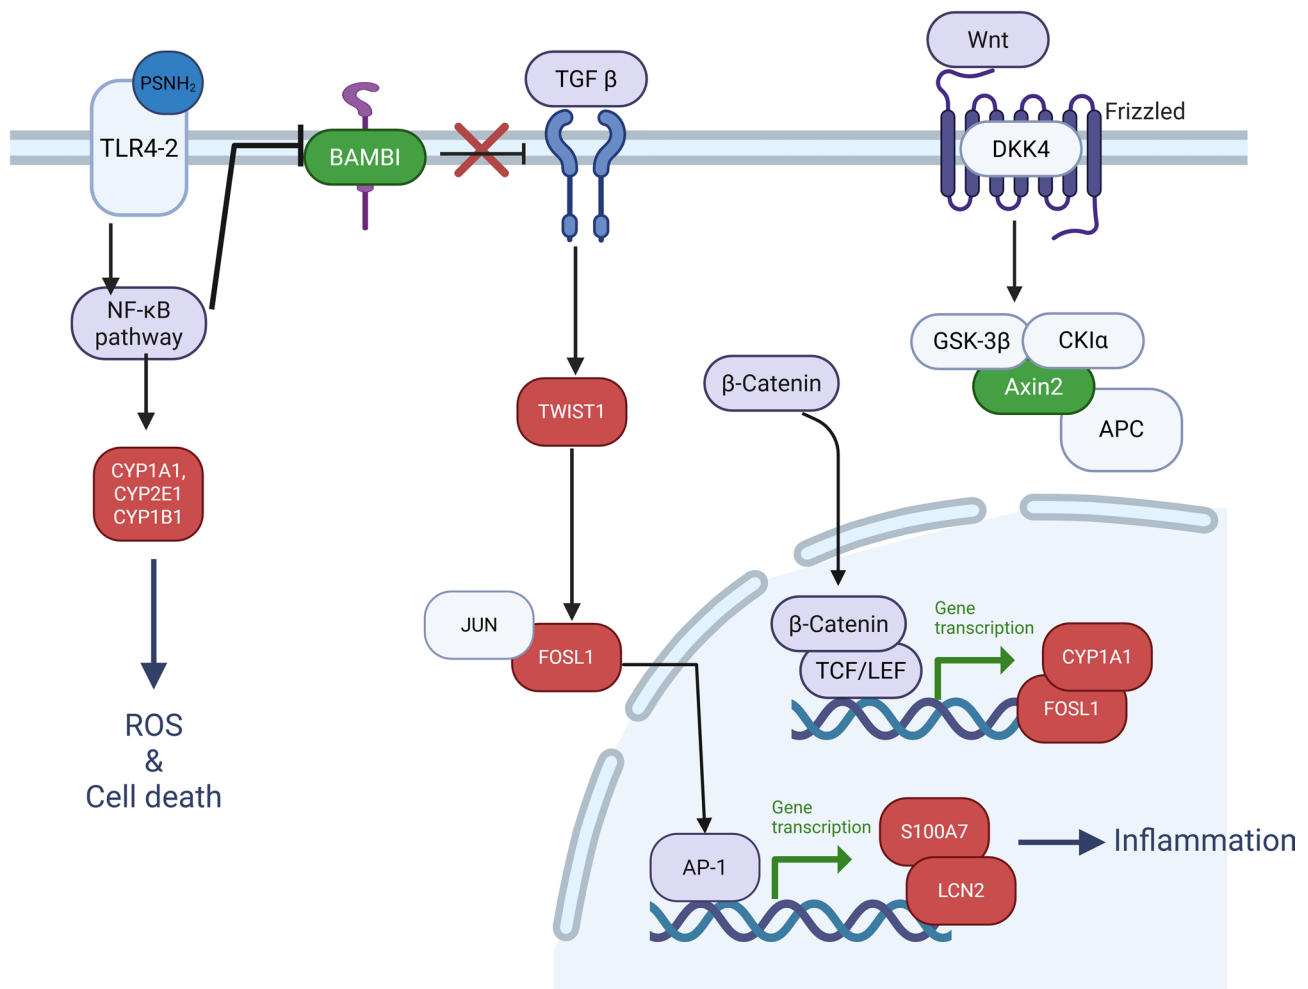 Wnt
PSNH₂
TGF β
Frizzled
TLR4-2
BAMBI
DKK4
NF-κB
pathway
GSK-3β
CKIα
Axin2
APC
β-Catenin
TWIST1
CYP1A1,
CYP2E1
CYP1B1
JUN
FOSL1
β-Catenin
TCF/LEF
Gene
transcription
CYP1A1
FOSL1
ROS
&
Cell death
Gene
transcription
S100A7
LCN2
Inflammation
AP-1